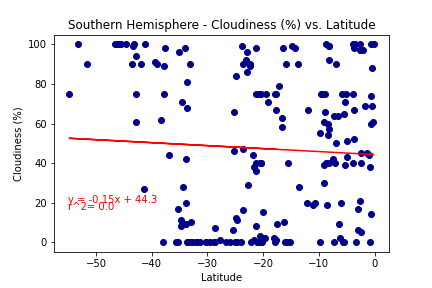 Southern Hemisphere - Cloudiness (%) vs. Latitude
100
80
60
40
20
0
Cloudiness (%)
y = -0.15x + 44.3
r^2= 0.0
−50
−40
−30
−20
−10
0
Latitude